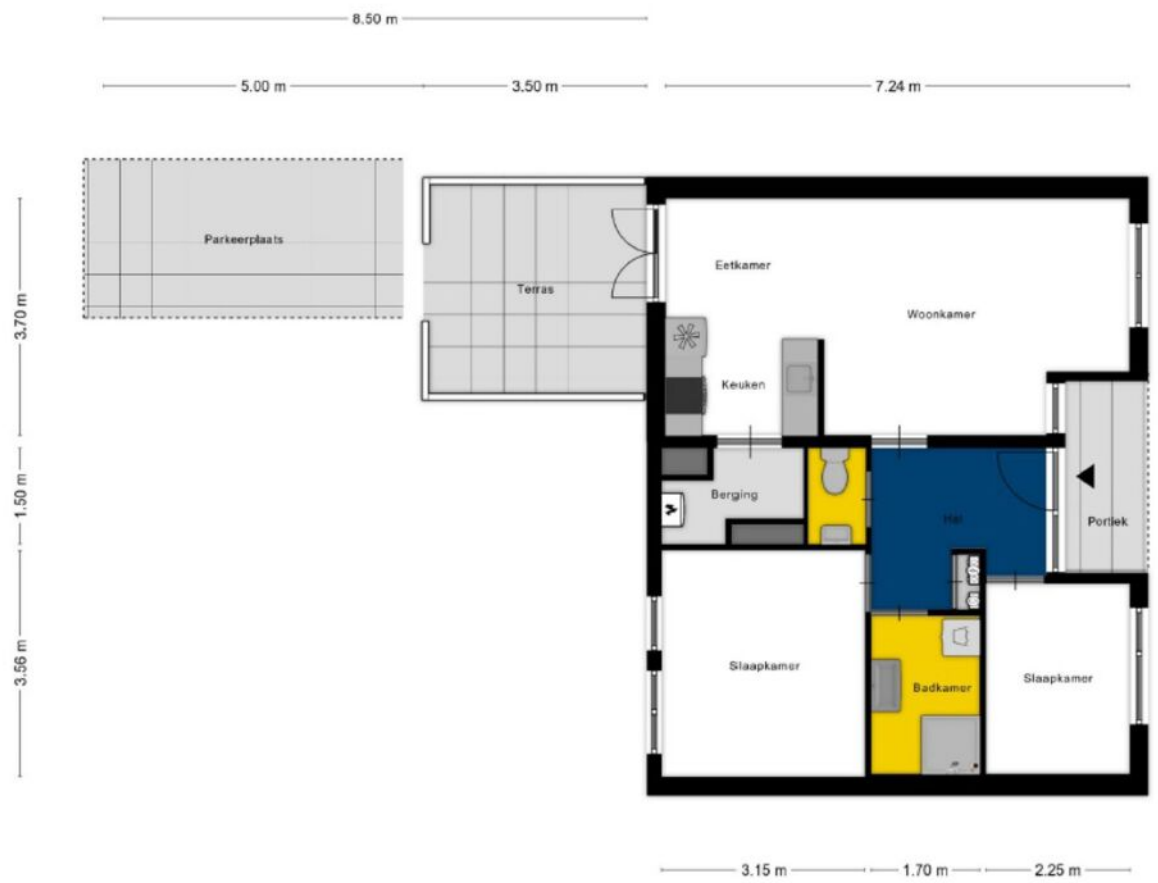 8.50 m
5.00 m
3.50 m
7.24 m
Parkeerplaats
Eetkamer
Terras
Woonkamer
3.70 m
Keuken
Berging
1.50 m
Hal
Portiek
3.56 m
Slaapkamer
Badkamer
Slaapkamer
3.15 m
1.70 m
2.25 m